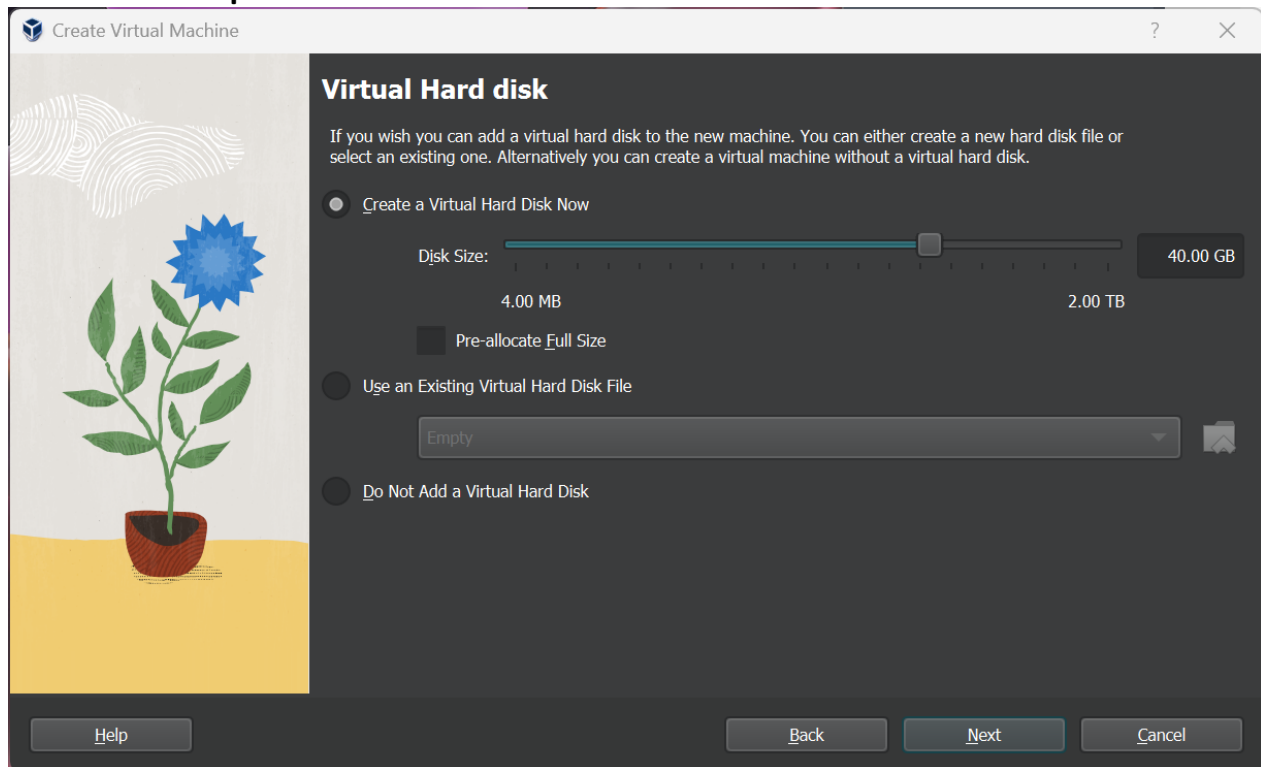 Create Virtual Machine
Virtual Hard disk
If you wish you can add a virtual hard disk to the new machine. You can either create a new hard disk file or
select an existing one. Alternatively you can create a virtual machine without a virtual hard disk.
Create a Virtual Hard Disk Now
Disk Size:
40.00 GB
4.00 MB
2.00 TB
Pre-allocate Full Size
Use an Existing Virtual Hard Disk File
Empty
Do Not Add a Virtual Hard Disk
Help
Back
Next
Cancel